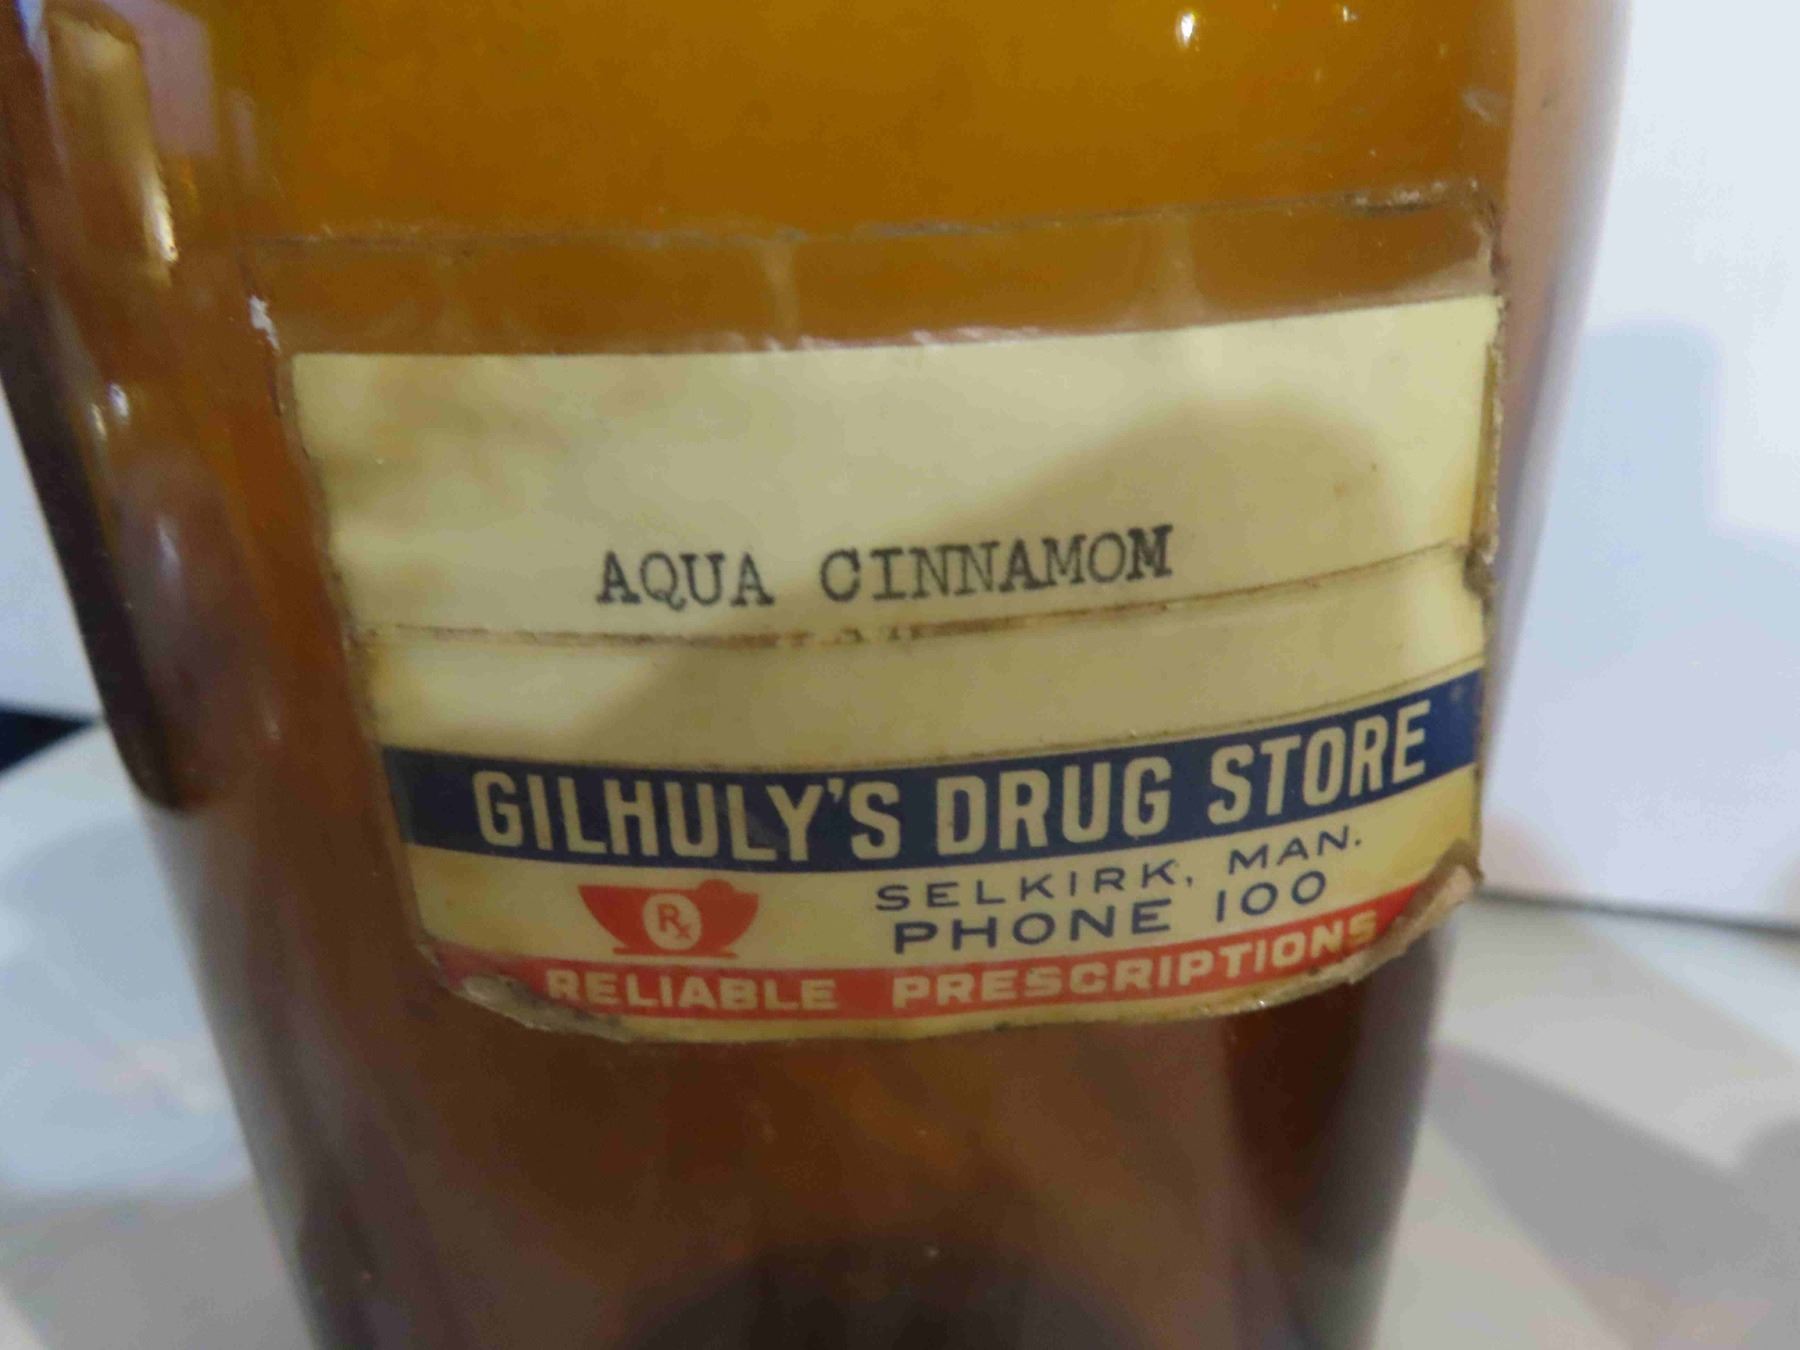 AQUA CINNAMOM
GILHULY'S DRUG STORE
SELKIRK, MAN.
PHONE 100
Rx
RELIABLE PRESCRIPTIONS